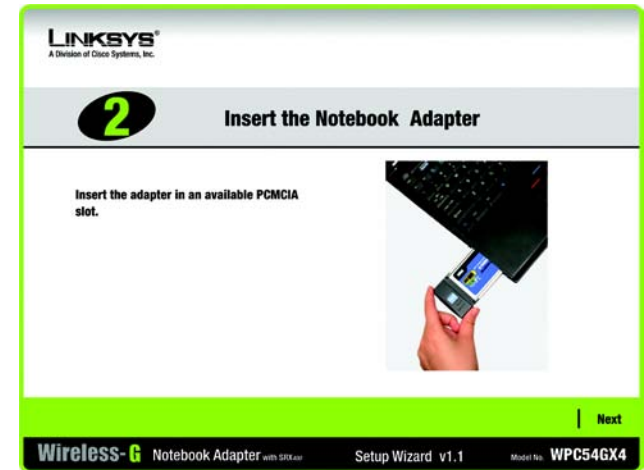 LINKSYS®
A Division of Cisco Systems, Inc.
2
Insert the Notebook Adapter
Insert the adapter in an available PCMCIA
slot.
Next
Wireless-G Notebook Adapter with SRX400 Setup Wizard v1.1 Model No. WPC54GX4